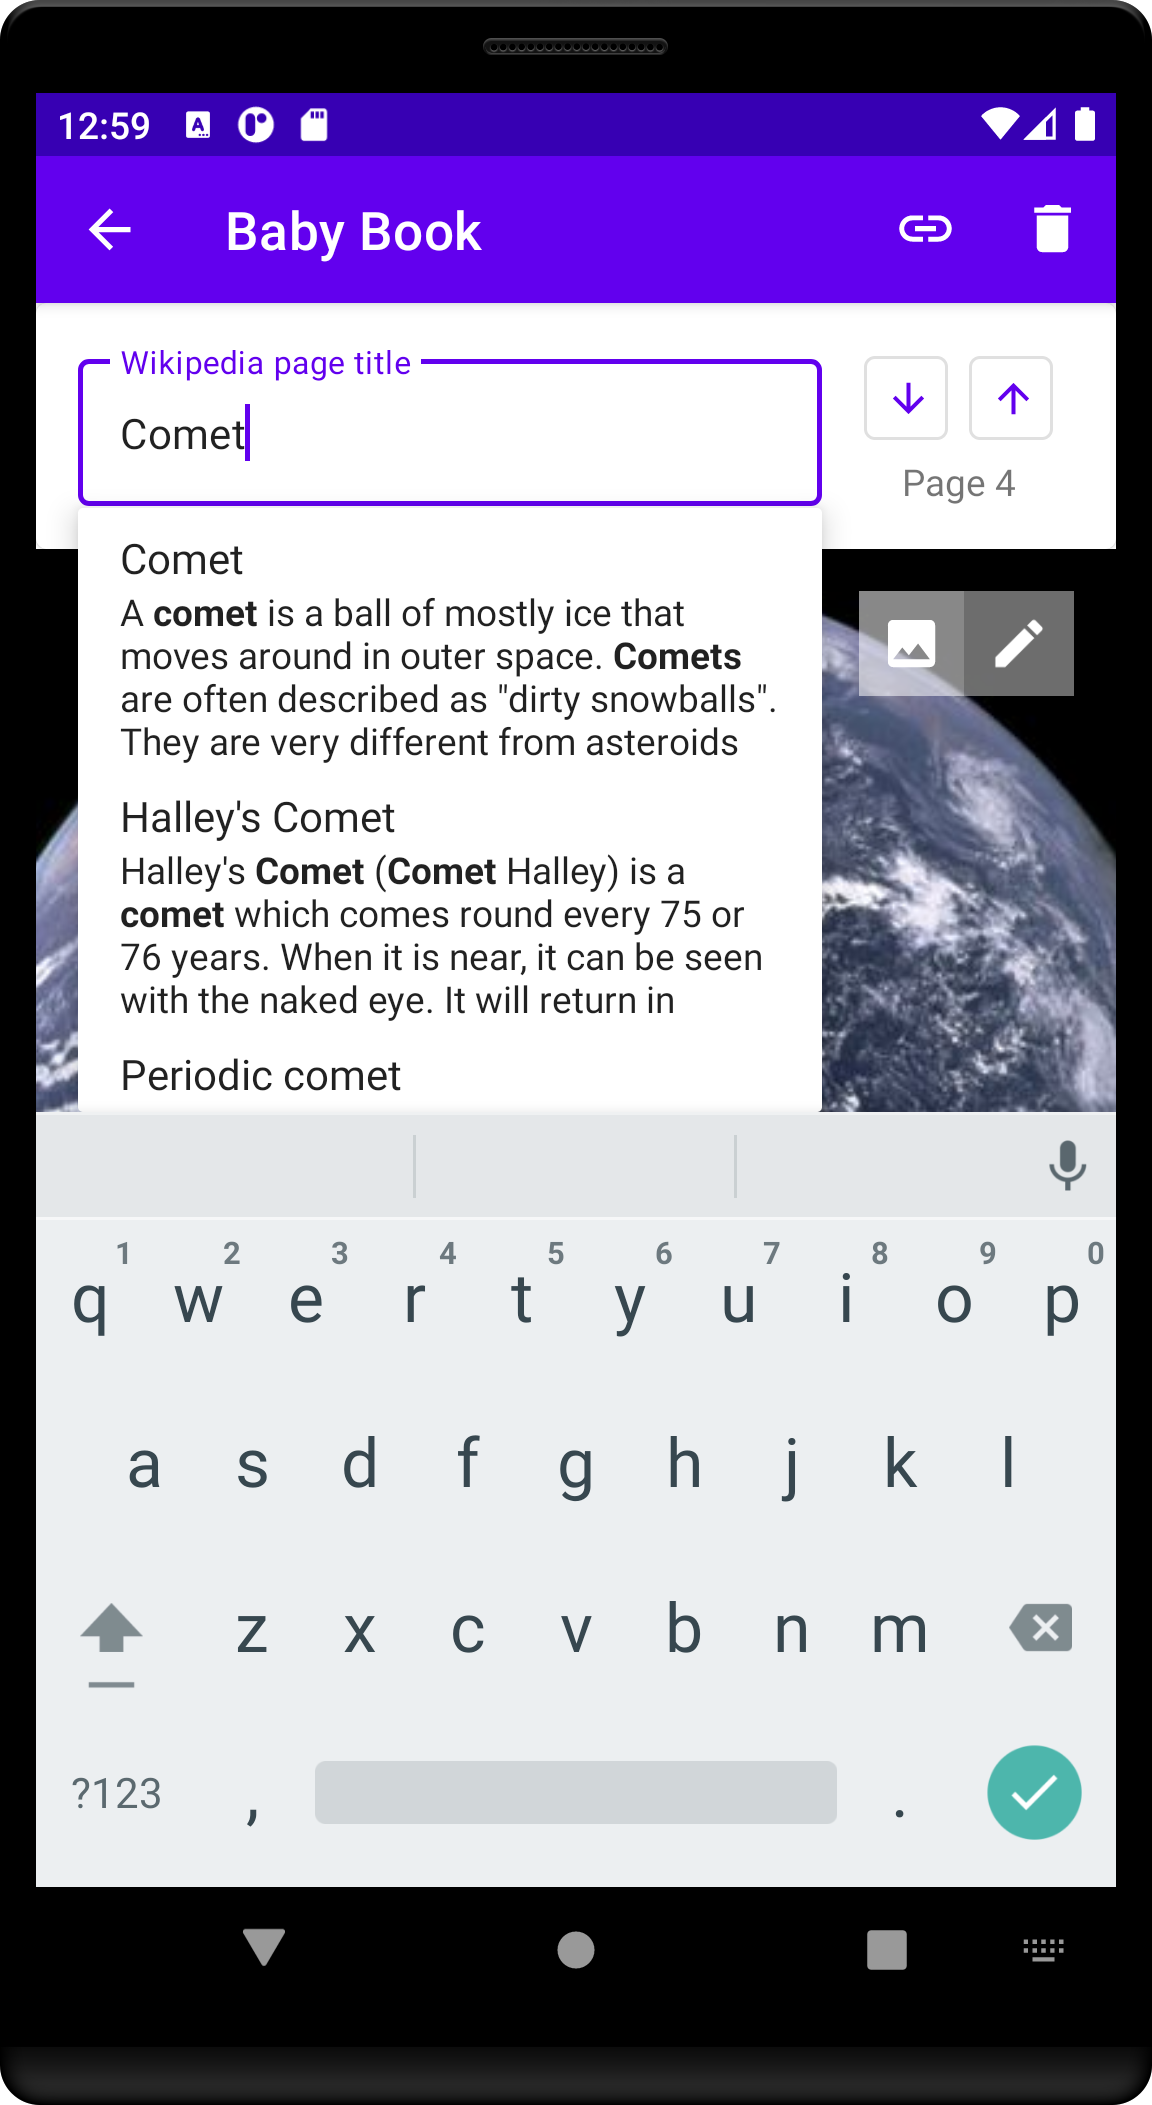 12:59
Baby Book
Wikipedia page title
Comet
Page 4
Comet
A comet is a ball of mostly ice that
moves around in outer space. Comets
are often described as "dirty snowballs".
They are very different from asteroids
Halley's Comet
Halley's Comet (Comet Halley) is a
comet which comes round every 75 or
76 years. When it is near, it can be seen
with the naked eye. It will return in
Periodic comet
1 2 3 4 5 6 7 8 9 0
q w e r t y u i o p
a s d f g h j k l
z x c v b n m
?123 , .